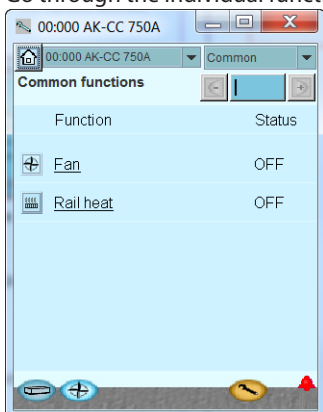 Go through the individual funct
00:000 AK-CC 750A
00:000 AK-CC 750A Common
Common functions
Function Status
Fan OFF
Rail heat OFF